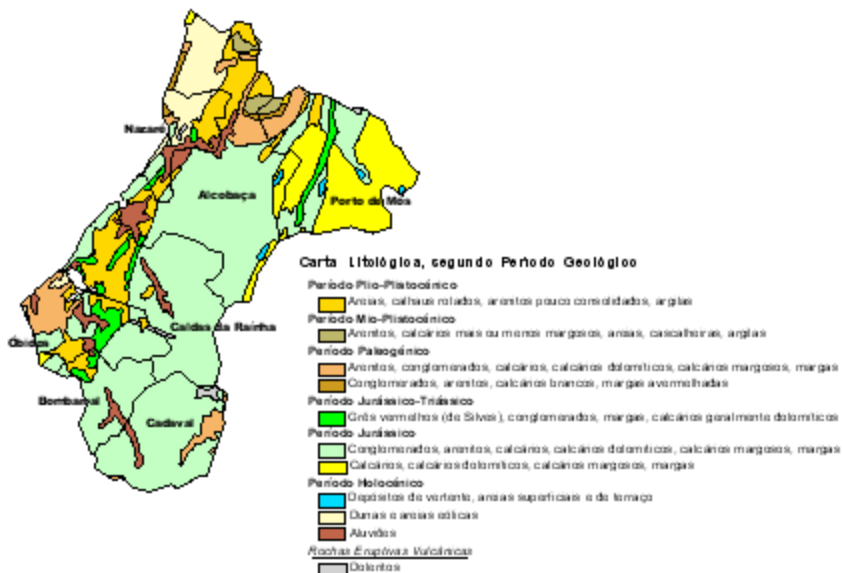 Nazaré
Alcobaça
Porto de Mós
Carta Litológica, segundo Período Geológico
Período Plio-Plistocénico
Areias, calhaus rolados, arenitos pouco consolidados, argilas
Período Mio-Plistocénico
Arenitos, calcários mais ou menos margosos, areias, cascalheiras, argilas
Caldas da Rainha
Óbidos
Período Paleogénico
Arenitos, conglomerados, calcários, calcários dolomíticos, calcários margosos, margas
Conglomerados, arenitos, calcários brancos, margas avermelhadas
Bombarral
Período Jurássico-Triássico
Grés vermelhos (de Silves), conglomerados, margas, calcários geralmente dolomíticos
Cadaval
Período Jurássico
Conglomerados, arenitos, calcários, calcários dolomíticos, calcários margosos, margas
Calcários, calcários dolomíticos, calcários margosos, margas
Período Holocénico
Depósitos de vertente, areias superficiais e de terraço
Dunas e areias eólicas
Aluviões
Rochas Eruptivas Vulcânicas
Doleritos